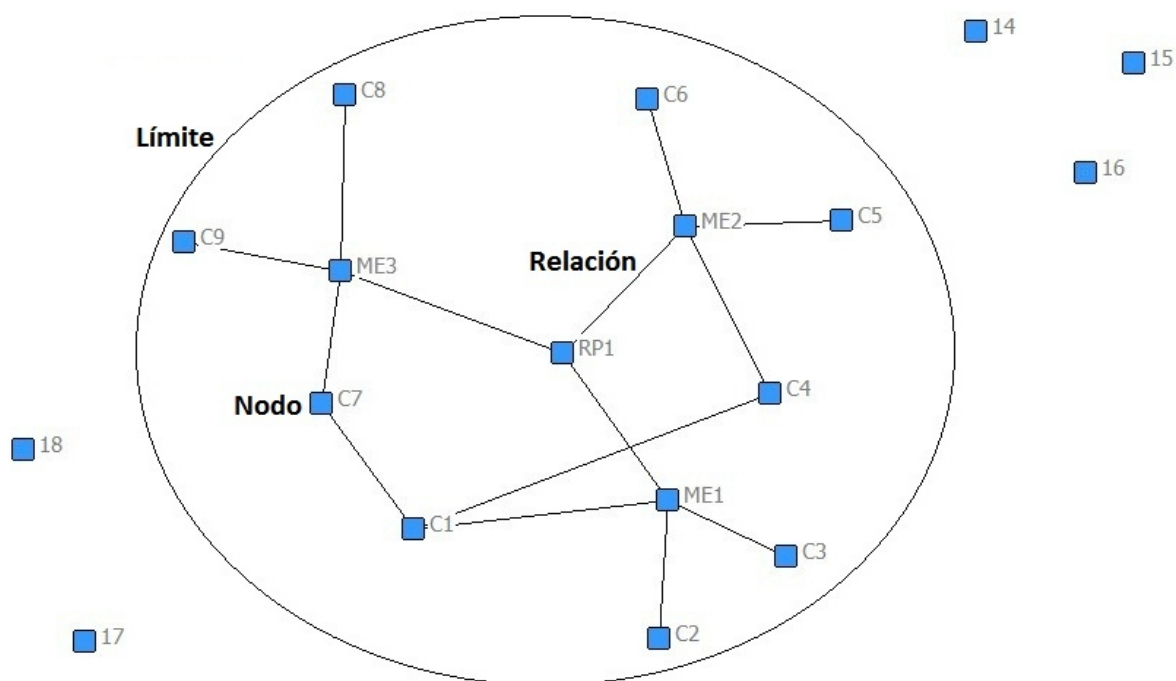 14
15
C8
C6
Límite
16
C5
ME2
C9
Relación
ME3
RP1
C4
Nodo
C7
18
ME1
C1
C3
C2
17